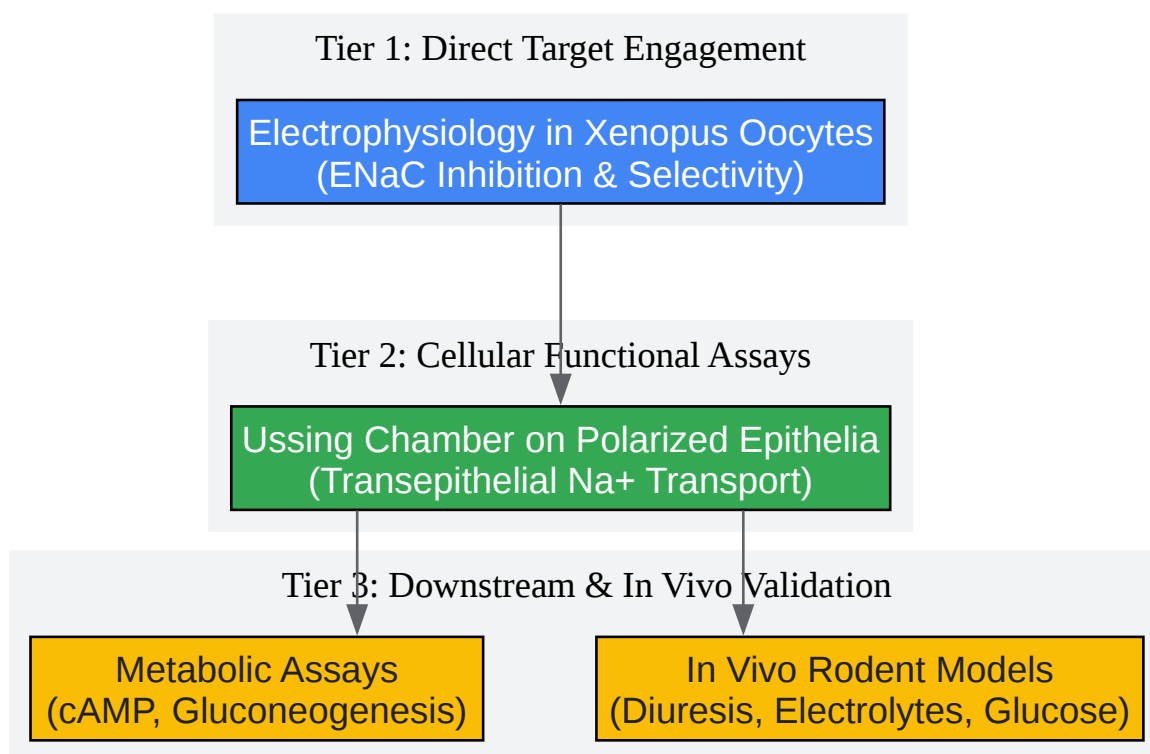 Tier 1: Direct Target Engagement
Electrophysiology in Xenopus Oocytes
(ENaC Inhibition & Selectivity)
Tier 2: Cellular Functional Assays
Ussing Chamber on Polarized Epithelia
(Transepithelial Na+ Transport)
Tier 3: Downstream & In Vivo Validation
Metabolic Assays
(cAMP, Gluconeogenesis)
In Vivo Rodent Models
(Diuresis, Electrolytes, Glucose)